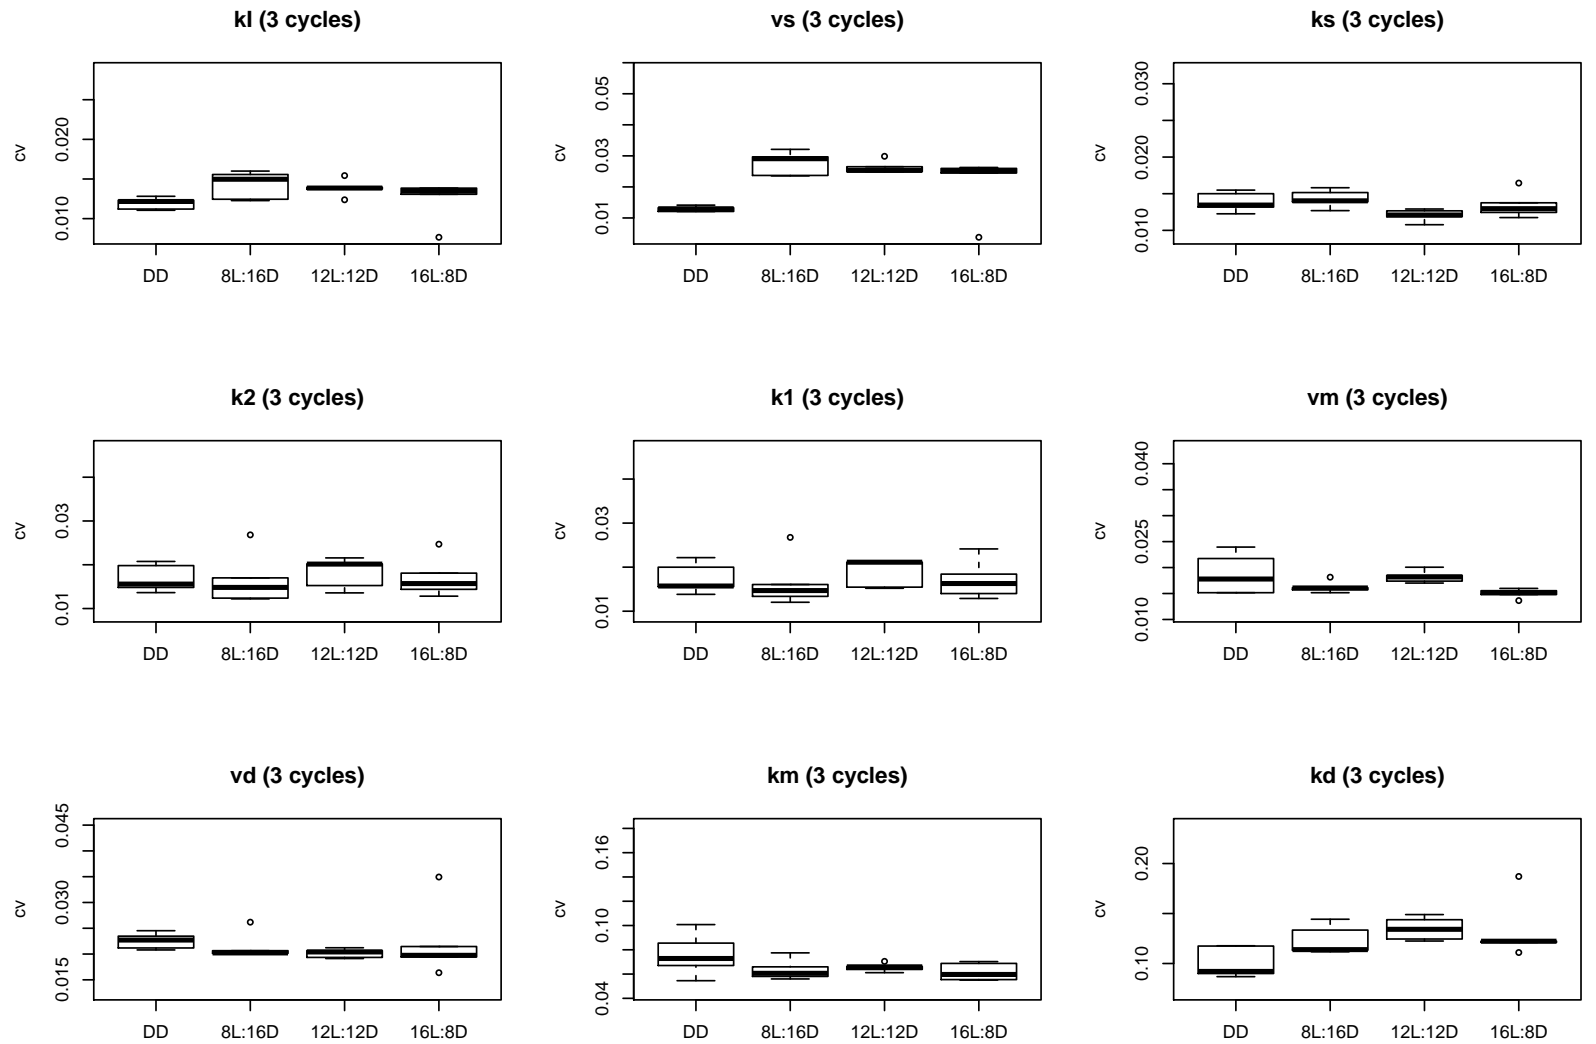 kl (3 cycles)
cv
0.010 0.020
DD 8L:16D 12L:12D 16L:8D
vs (3 cycles)
cv
0.01 0.03 0.05
DD 8L:16D 12L:12D 16L:8D
ks (3 cycles)
cv
0.010 0.020 0.030
DD 8L:16D 12L:12D 16L:8D
k2 (3 cycles)
cv
0.01 0.03
DD 8L:16D 12L:12D 16L:8D
k1 (3 cycles)
cv
0.01 0.03
DD 8L:16D 12L:12D 16L:8D
vm (3 cycles)
cv
0.010 0.025 0.040
DD 8L:16D 12L:12D 16L:8D
vd (3 cycles)
cv
0.015 0.030 0.045
DD 8L:16D 12L:12D 16L:8D
km (3 cycles)
cv
0.04 0.10 0.16
DD 8L:16D 12L:12D 16L:8D
kd (3 cycles)
cv
0.10 0.20
DD 8L:16D 12L:12D 16L:8D